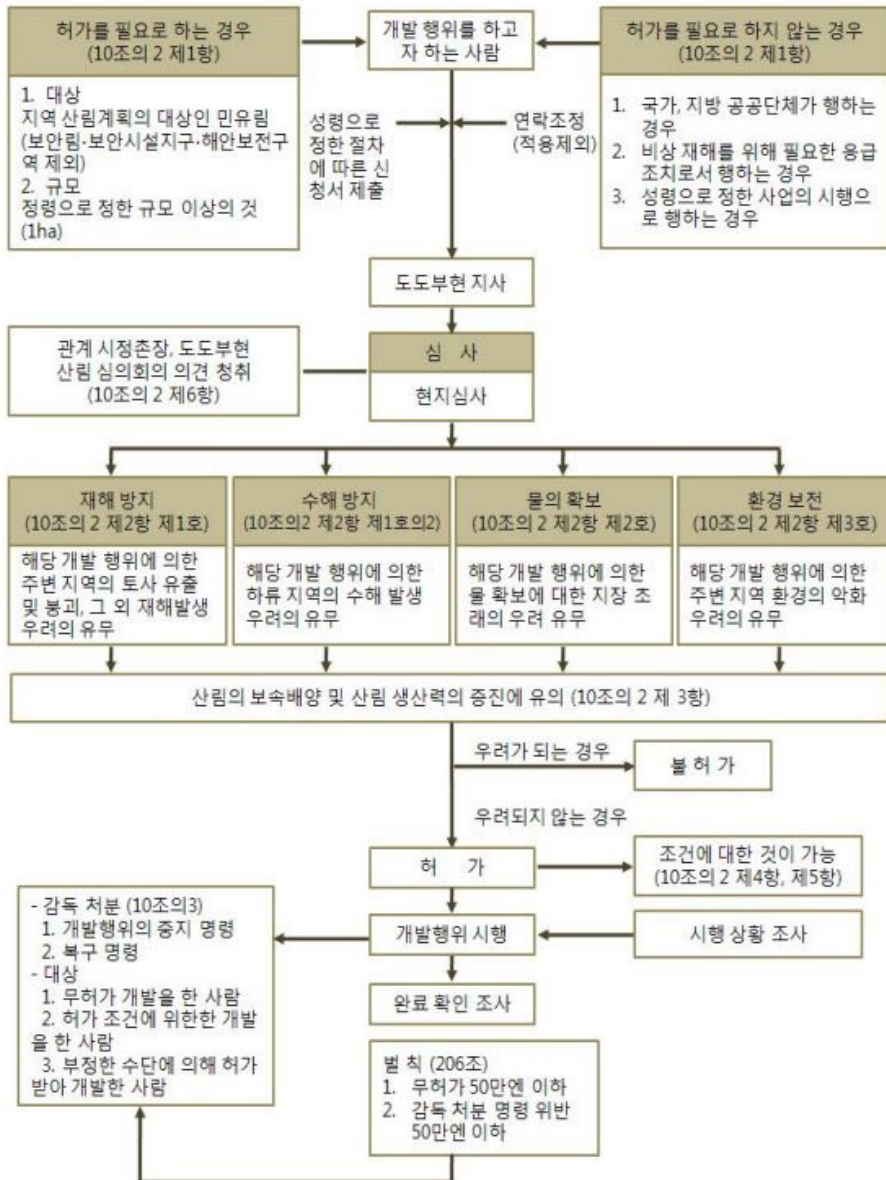 허가를 필요로 하는 경우
(10조의 2 제1항)
1. 대상
지역 산림계획의 대상인 민유림
(보안림·보안시설지구·해안보전구
역 제외)
2. 규모
정령으로 정한 규모 이상의 것
(1ha)
개발 행위를 하고
자 하는 사람
허가를 필요로 하지 않는 경우
(10조의 2 제1항)
1. 국가, 지방 공공단체가 행하는
경우
2. 비상 재해를 위해 필요한 응급
조치로서 행하는 경우
3. 성령으로 정한 사업의 시행으
로 행하는 경우
성령으로
정한 절차
에 따른 신
청서 제출
연락조정
(적용제외)
도도부현 지사
관계 시정촌장, 도도부현
산림 심의회의 의견 청취
(10조의 2 제6항)
심 사
현지심사
재해 방지
(10조의 2 제2항 제1호)
해당 개발 행위에 의한
주변 지역의 토사 유출
및 붕괴, 그 외 재해발생
우려의 유무
수해 방지
(10조의2 제2항 제1호의2)
해당 개발 행위에 의한
하류 지역의 수해 발생
우려의 유무
물의 확보
(10조의 2 제2항 제2호)
해당 개발 행위에 의한
물 확보에 대한 지장 조
래의 우려 유무
환경 보전
(10조의 2 제2항 제3호)
해당 개발 행위에 의한
주변 지역 환경의 악화
우려의 유무
산림의 보속배양 및 산림 생산력의 증진에 유의 (10조의 2 제 3항)
우려가 되는 경우
불 허 가
우려되지 않는 경우
허 가
조건에 대한 것이 가능
(10조의 2 제4항, 제5항)
- 감독 처분 (10조의3)
1. 개발행위의 중지 명령
2. 복구 명령
- 대상
1. 무허가 개발을 한 사람
2. 허가 조건에 위한한 개발
을 한 사람
3. 부정한 수단에 의해 허가
받아 개발한 사람
개발행위 시행
시행 상황 조사
완료 확인 조사
벌 칙 (206조)
1. 무허가 50만엔 이하
2. 감독 처분 명령 위반
50만엔 이하